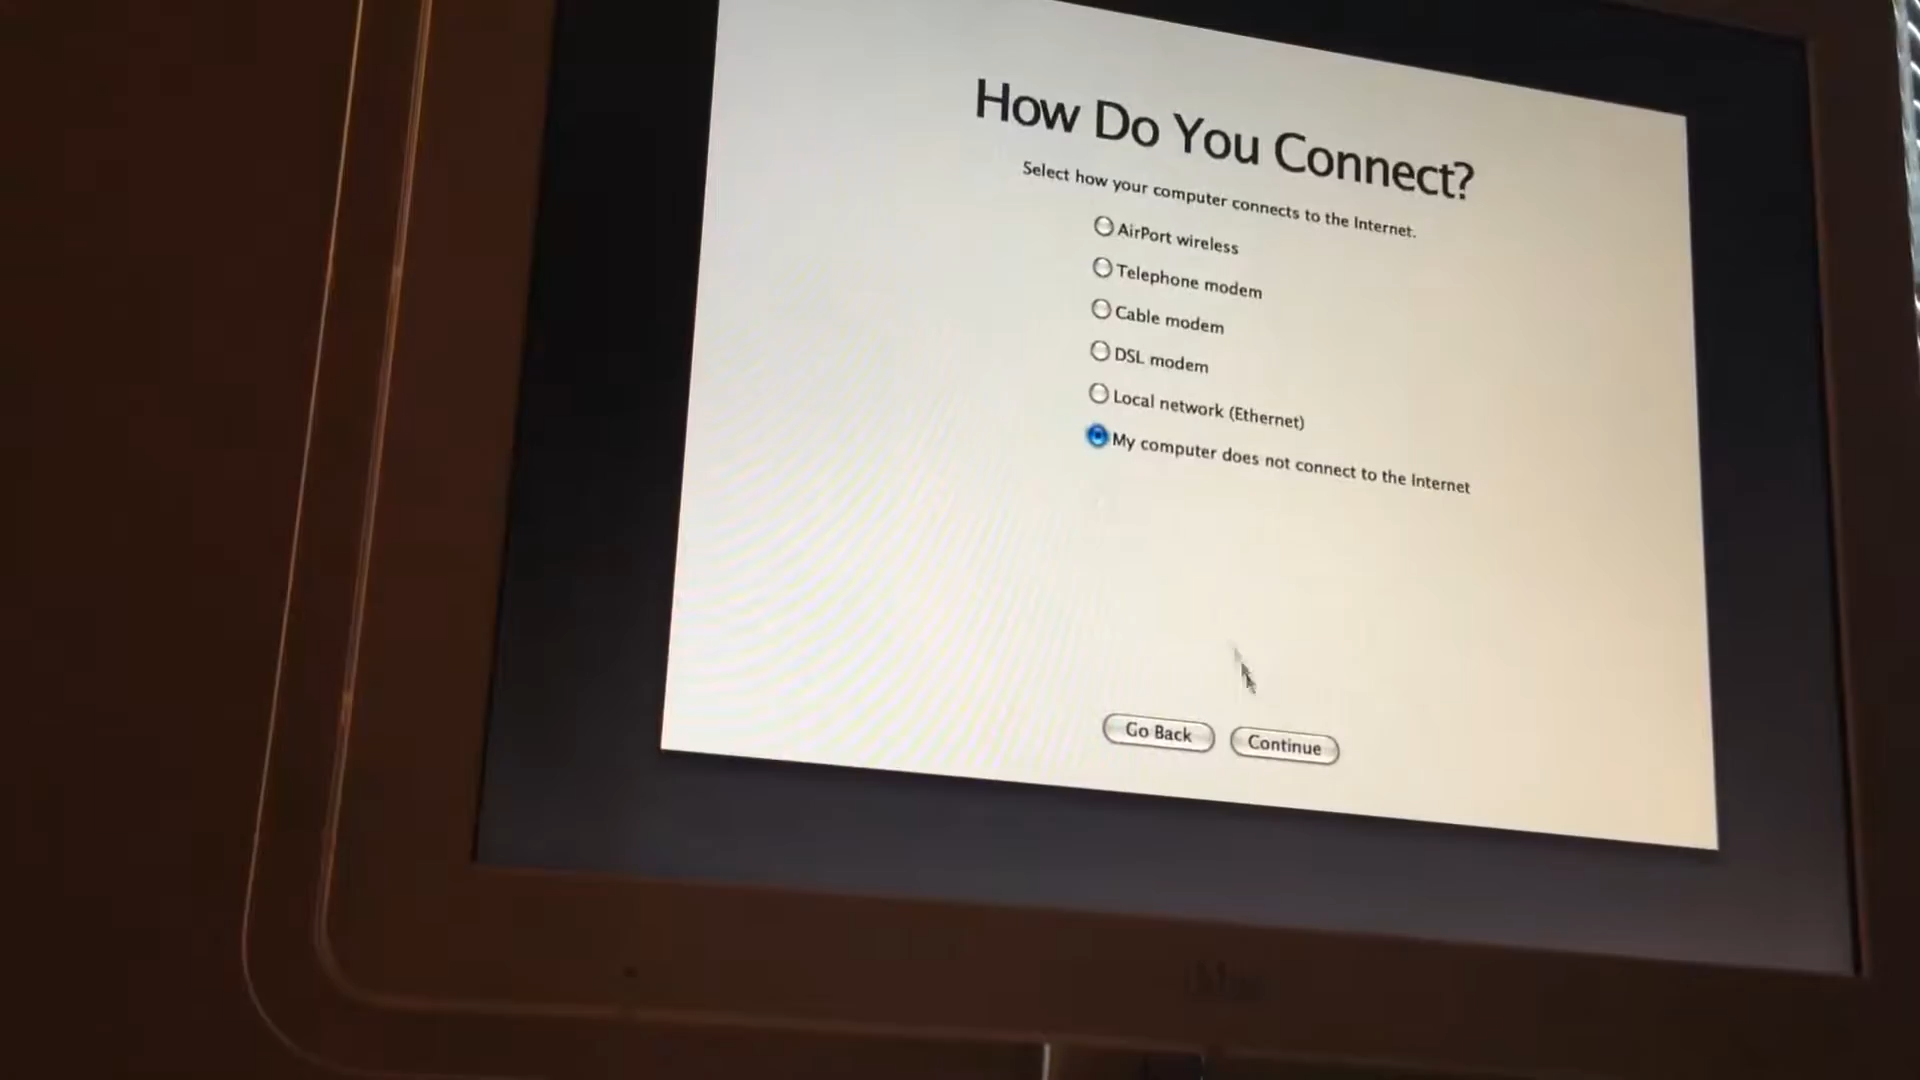 How Do You Connect?
Select how your computer connects to the Internet.
AirPort wireless
Telephone modem
Cable modem
DSL modem
Local network (Ethernet)
My computer does not connect to the Internet
Go Back
Continue
iMac